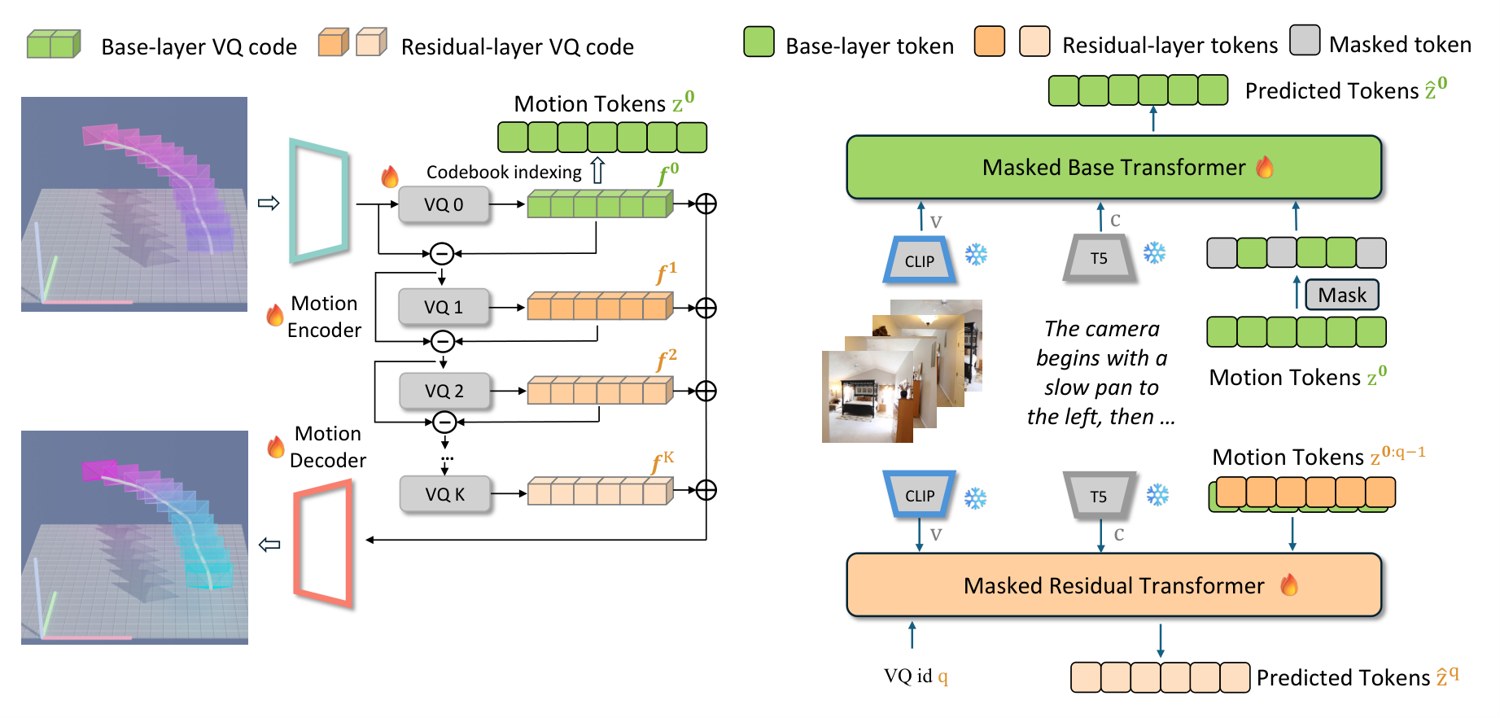 Base-layer VQ code
Residual-layer VQ code
Base-layer token
Residual-layer tokens
Masked token
Motion Tokens z⁰
Codebook indexing
f⁰
VQ 0
f¹
VQ 1
f²
VQ 2
...
fᴷ
VQ K
Motion
Encoder
Motion
Decoder
Predicted Tokens ẑ⁰
Masked Base Transformer
v
c
CLIP
T5
Mask
The camera
begins with a
slow pan to
the left, then ...
Motion Tokens z⁰
Motion Tokens z⁰:q−1
CLIP
T5
v
c
Masked Residual Transformer
VQ id q
Predicted Tokens ẑq